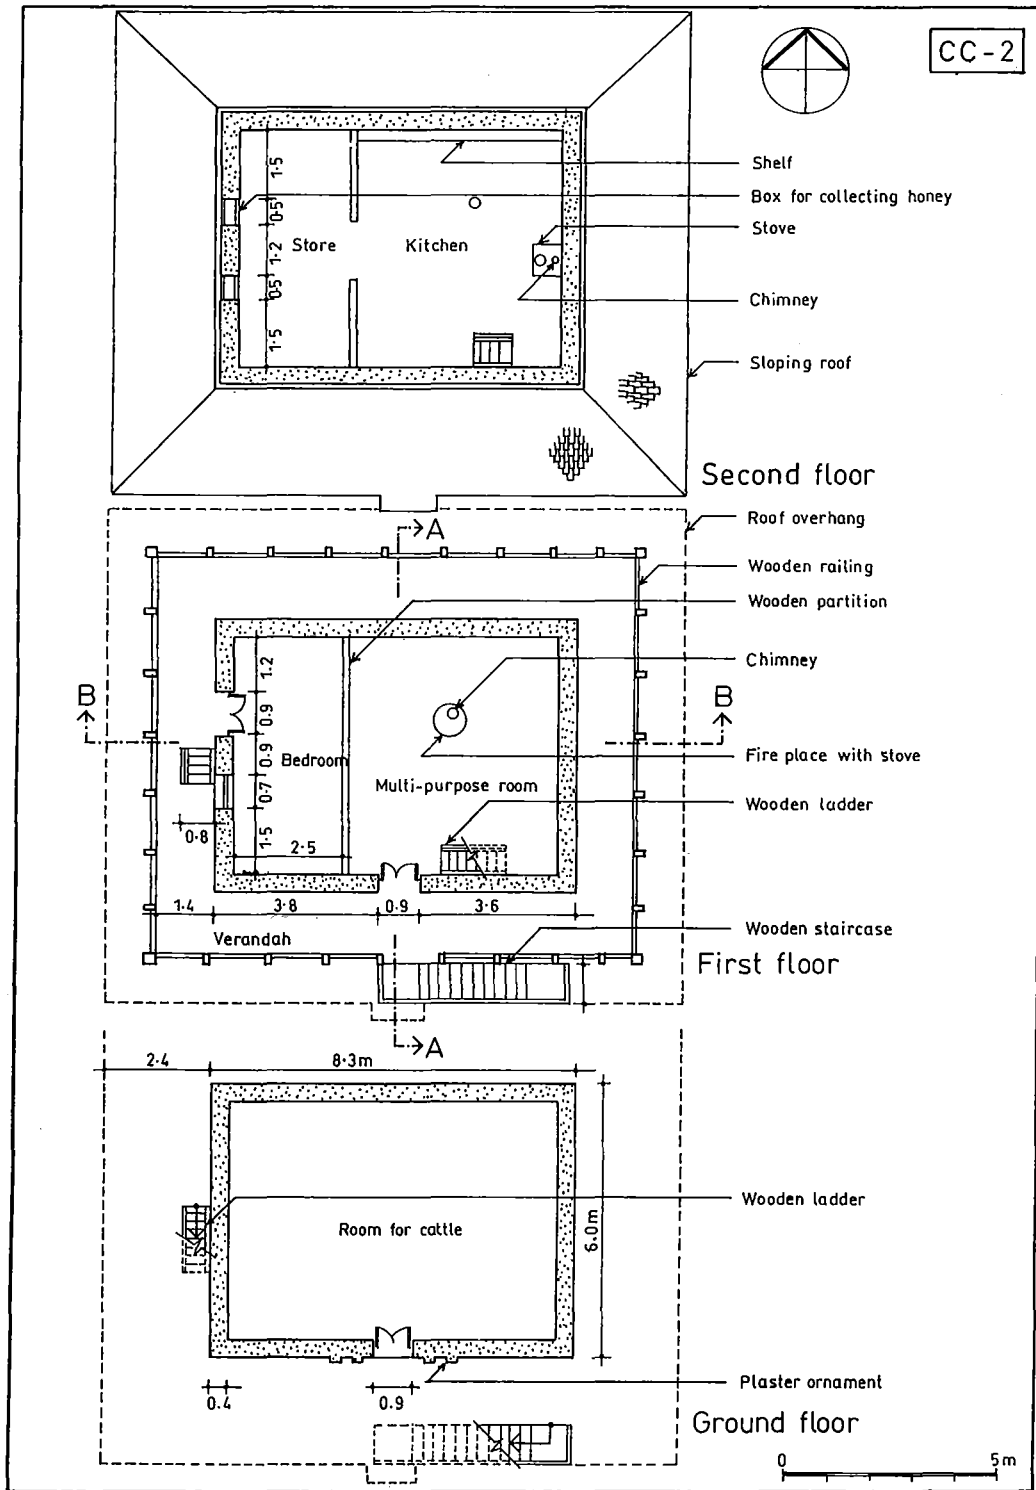 CC-2
Shelf
Box for collecting honey
Stove
Chimney
Sloping roof
1.5
0.5
1.2
0.5
1.5
Store
Kitchen
Second floor
A
Roof overhang
Wooden railing
Wooden partition
Chimney
B
B
1.2
0.9
0.9
0.7
1.5
Bedroom
Multi-purpose room
Fire place with stove
Wooden ladder
0.8
2.5
1.4
3.8
0.9
3.6
Verandah
Wooden staircase
First floor
A
2.4
8.3m
Room for cattle
6.0m
Wooden ladder
Plaster ornament
0.4
0.9
Ground floor
0
5m